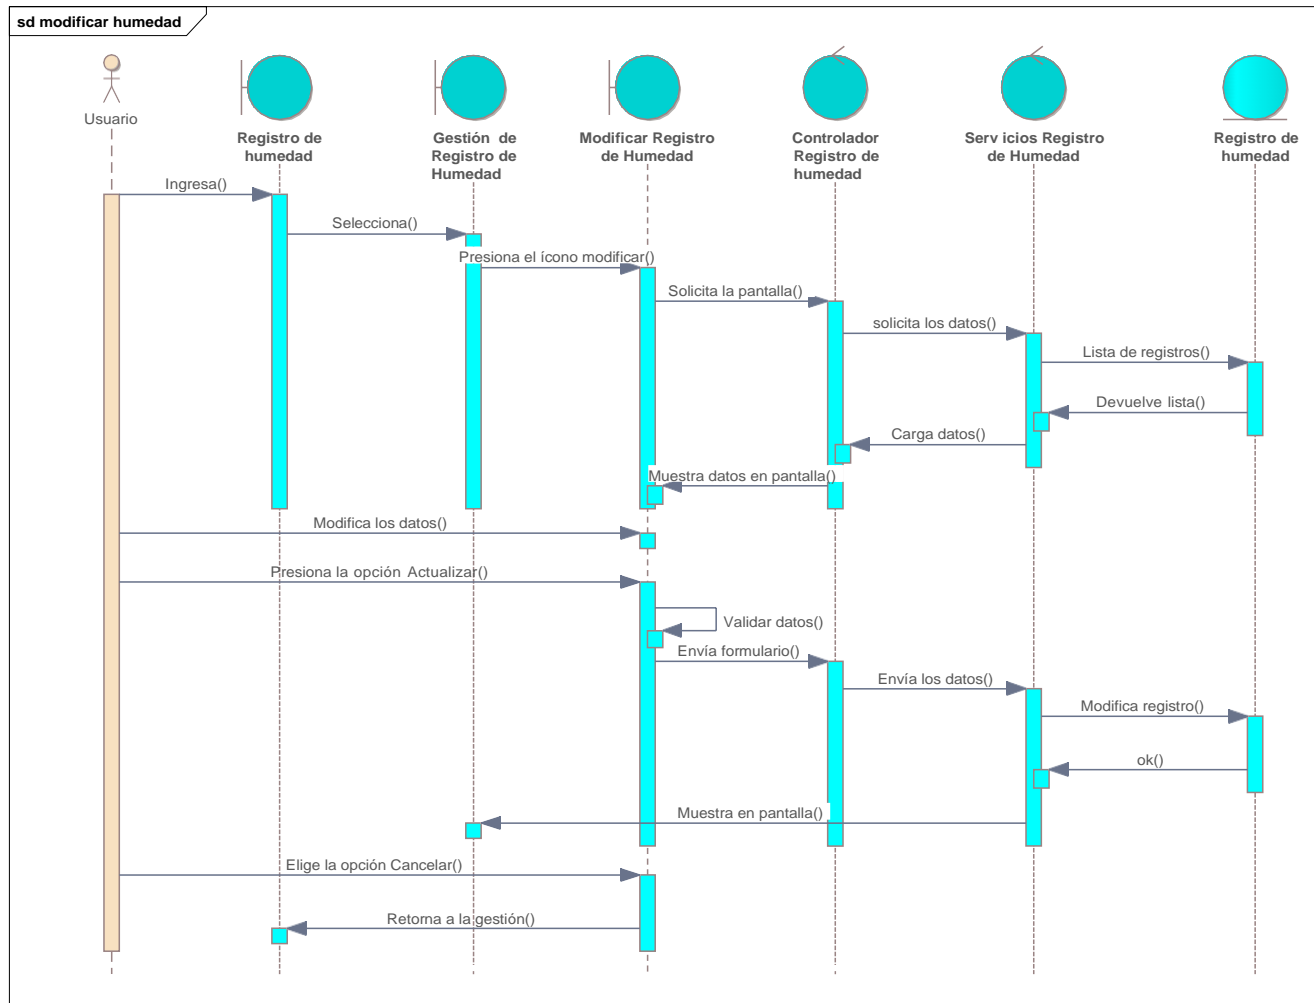 sd modificar humedad
Usuario
Registro de
humedad
Gestión de
Registro de
Humedad
Modificar Registro
de Humedad
Controlador
Registro de
humedad
Serv icios Registro
de Humedad
Registro de
humedad
Ingresa()
Selecciona()
Presiona el ícono modificar()
Solicita la pantalla()
solicita los datos()
Lista de registros()
Devuelve lista()
Carga datos()
Muestra datos en pantalla()
Modifica los datos()
Presiona la opción Actualizar()
Validar datos()
Envía formulario()
Envía los datos()
Modifica registro()
ok()
Muestra en pantalla()
Elige la opción Cancelar()
Retorna a la gestión()